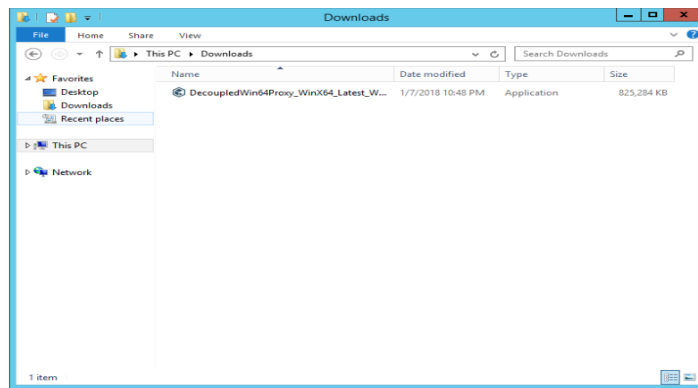 Downloads
File Home Share View
This PC Downloads Search Downloads
Name Date modified Type Size
Favorites
DecoupledWin64Proxy_WinX64_Latest_W... 1/7/2018 10:48 PM Application 825,284 KB
Desktop
Downloads
Recent places
This PC
Network
1 item